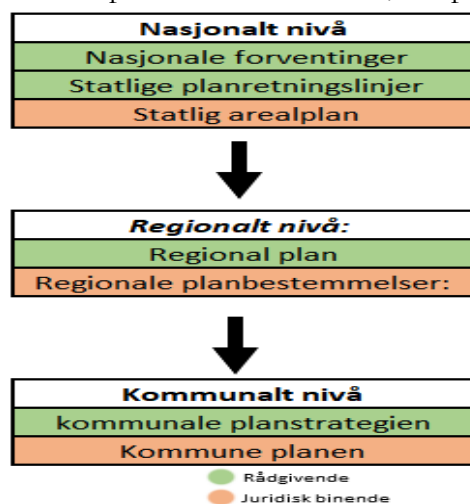 Nasjonalt nivå
Nasjonale forventinger
Statlige planretningslinjer
Statlig arealplan
Regionalt nivå:
Regional plan
Regionale planbestemmelser:
Kommunalt nivå
kommunale planstrategien
Kommune planen
Rådgivende
Juridisk binende